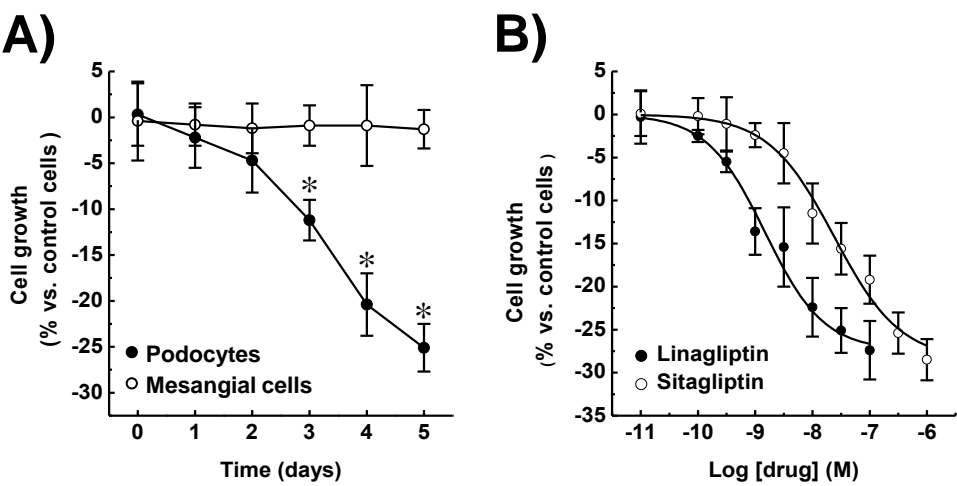 A)
5
0
-5
-10
-15
-20
-25
-30
Cell growth
(% vs. control cells )
*
*
*
Podocytes
Mesangial cells
0 1 2 3 4 5
Time (days)
B)
5
0
-5
-10
-15
-20
-25
-30
-35
Cell growth
(% vs. control cells )
Linagliptin
Sitagliptin
-11 -10 -9 -8 -7 -6
Log [drug] (M)